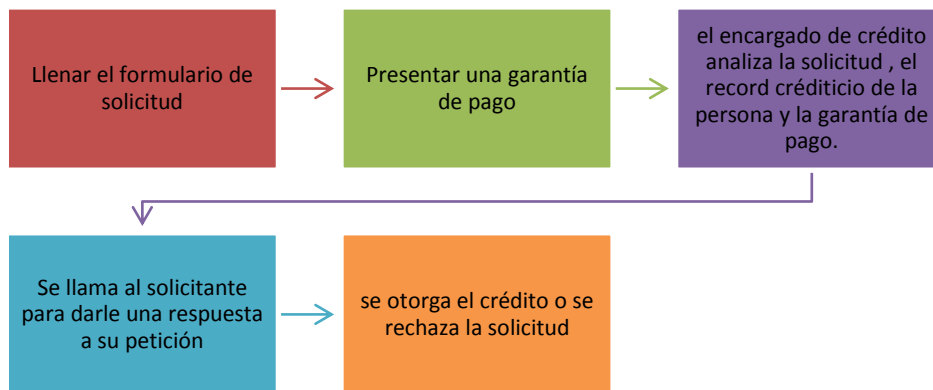 Llenar el formulario de
solicitud
Presentar una garantía
de pago
el encargado de crédito
analiza la solicitud , el
record créditicio de la
persona y la garantía de
pago.
Se llama al solicitante
para darle una respuesta
a su petición
se otorga el crédito o se
rechaza la solicitud